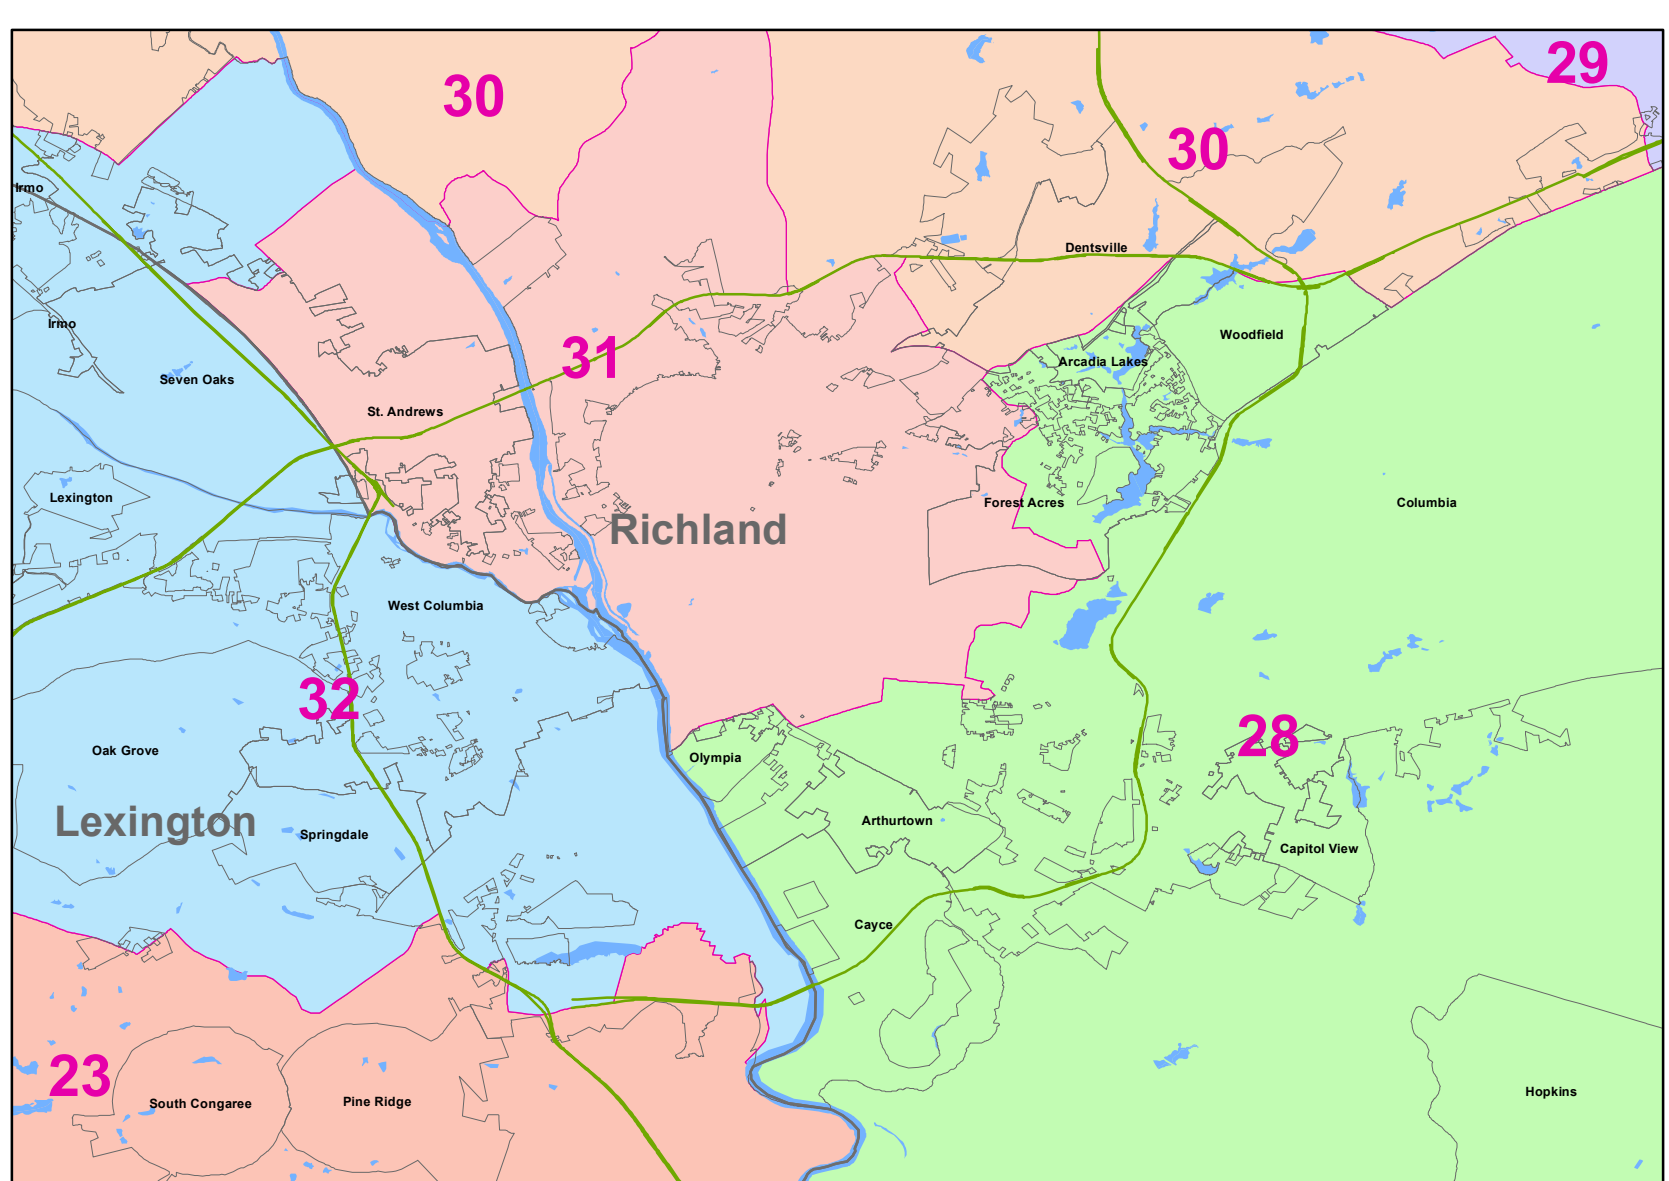 29
30
30
Irmo
Dentsville
Irmo
Woodfield
31
Arcadia Lakes
Seven Oaks
St. Andrews
Lexington
Forest Acres
Columbia
Richland
West Columbia
32
28
Oak Grove
Olympia
Lexington
Arthurtown
Springdale
Capitol View
Cayce
23
Hopkins
South Congaree
Pine Ridge